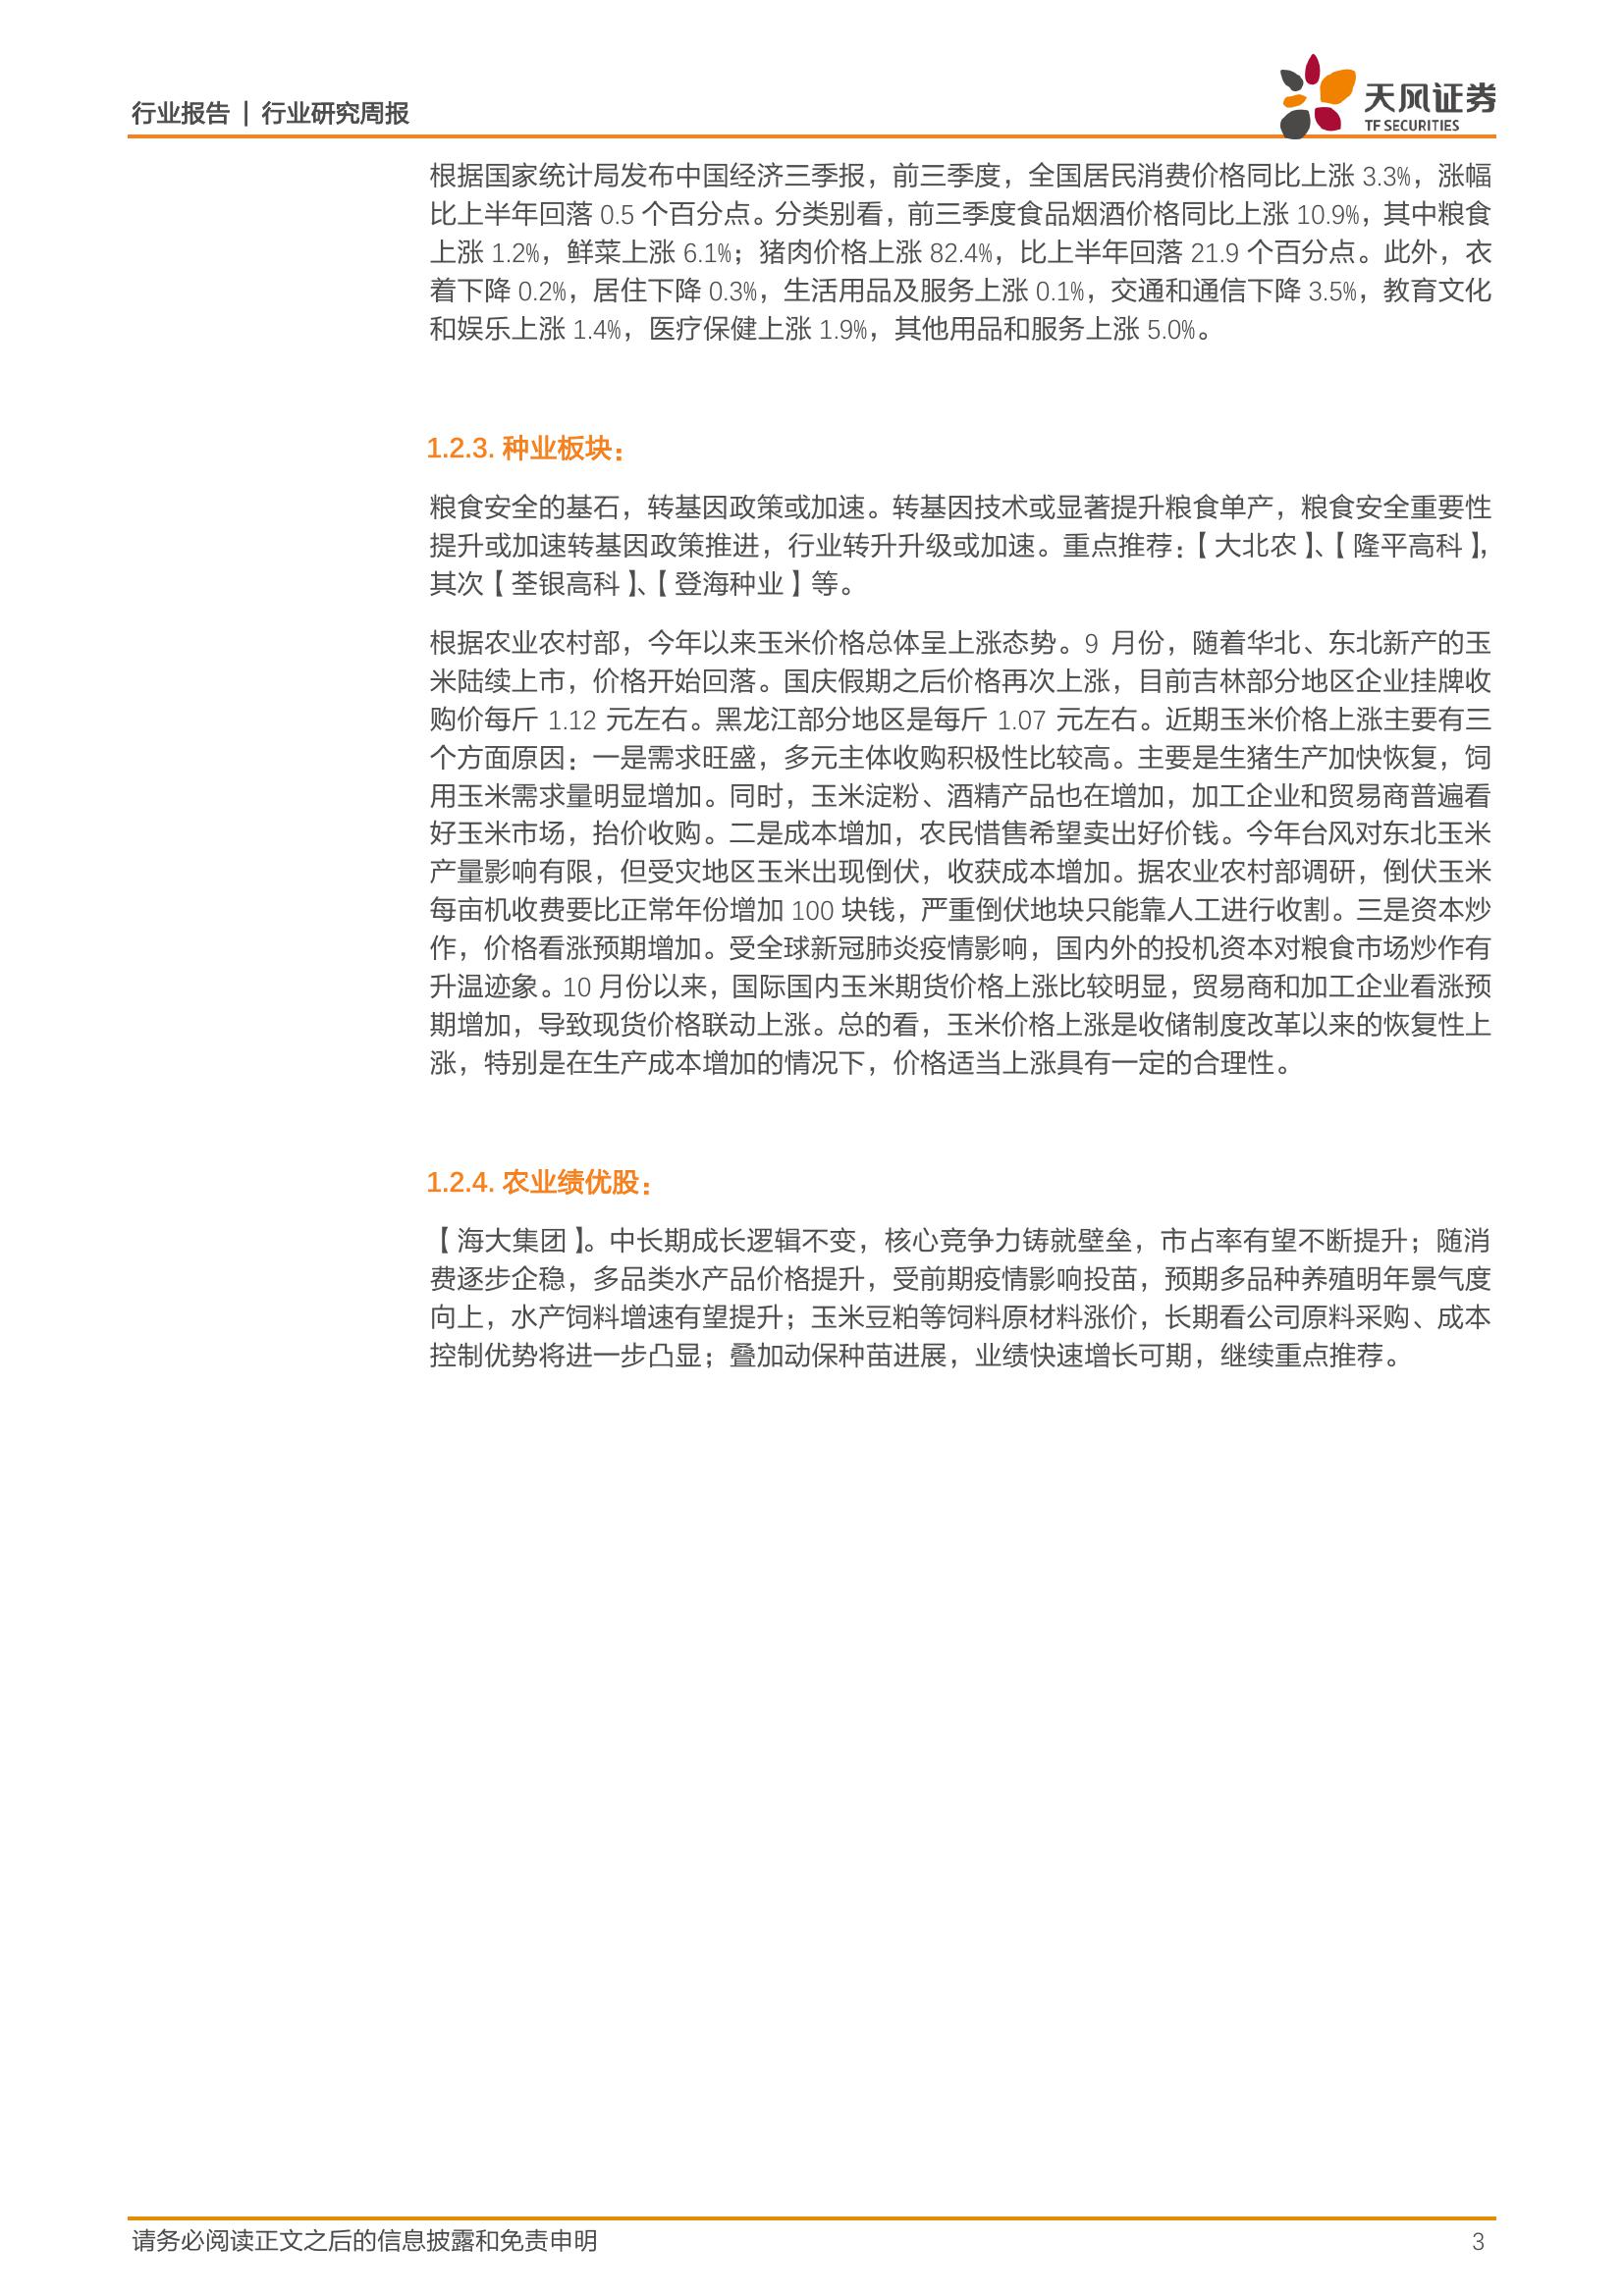 行业报告 | 行业研究周报
天风证券
TF SECURITIES
根据国家统计局发布中国经济三季报，前三季度，全国居民消费价格同比上涨 3.3%，涨幅
比上半年回落 0.5 个百分点。分类别看，前三季度食品烟酒价格同比上涨 10.9%，其中粮食
上涨 1.2%，鲜菜上涨 6.1%；猪肉价格上涨 82.4%，比上半年回落 21.9 个百分点。此外，衣
着下降 0.2%，居住下降 0.3%，生活用品及服务上涨 0.1%，交通和通信下降 3.5%，教育文化
和娱乐上涨 1.4%，医疗保健上涨 1.9%，其他用品和服务上涨 5.0%。
1.2.3. 种业板块：
粮食安全的基石，转基因政策或加速。转基因技术或显著提升粮食单产，粮食安全重要性
提升或加速转基因政策推进，行业转升升级或加速。重点推荐：【大北农】、【隆平高科】，
其次【荃银高科】、【登海种业】等。
根据农业农村部，今年以来玉米价格总体呈上涨态势。9 月份，随着华北、东北新产的玉
米陆续上市，价格开始回落。国庆假期之后价格再次上涨，目前吉林部分地区企业挂牌收
购价每斤 1.12 元左右。黑龙江部分地区是每斤 1.07 元左右。近期玉米价格上涨主要有三
个方面原因：一是需求旺盛，多元主体收购积极性比较高。主要是生猪生产加快恢复，饲
用玉米需求量明显增加。同时，玉米淀粉、酒精产品也在增加，加工企业和贸易商普遍看
好玉米市场，抬价收购。二是成本增加，农民惜售希望卖出好价钱。今年台风对东北玉米
产量影响有限，但受灾地区玉米出现倒伏，收获成本增加。据农业农村部调研，倒伏玉米
每亩机收费要比正常年份增加 100 块钱，严重倒伏地块只能靠人工进行收割。三是资本炒
作，价格看涨预期增加。受全球新冠肺炎疫情影响，国内外的投机资本对粮食市场炒作有
升温迹象。10 月份以来，国际国内玉米期货价格上涨比较明显，贸易商和加工企业看涨预
期增加，导致现货价格联动上涨。总的看，玉米价格上涨是收储制度改革以来的恢复性上
涨，特别是在生产成本增加的情况下，价格适当上涨具有一定的合理性。
1.2.4. 农业绩优股：
【海大集团】。中长期成长逻辑不变，核心竞争力铸就壁垒，市占率有望不断提升；随消
费逐步企稳，多品类水产品价格提升，受前期疫情影响投苗，预期多品种养殖明年景气度
向上，水产饲料增速有望提升；玉米豆粕等饲料原材料涨价，长期看公司原料采购、成本
控制优势将进一步凸显；叠加动保种苗进展，业绩快速增长可期，继续重点推荐。
请务必阅读正文之后的信息披露和免责申明
3